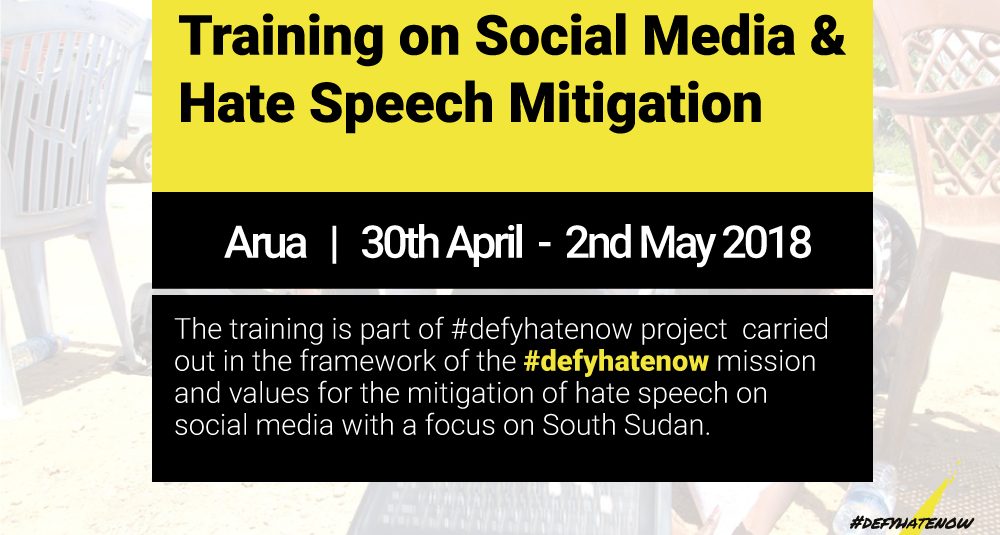 Training on Social Media &
Hate Speech Mitigation
Arua | 30th April - 2nd May 2018
The training is part of #defyhatenow project carried
out in the framework of the #defyhatenow mission
and values for the mitigation of hate speech on
social media with a focus on South Sudan.
#DEFYHATENOW